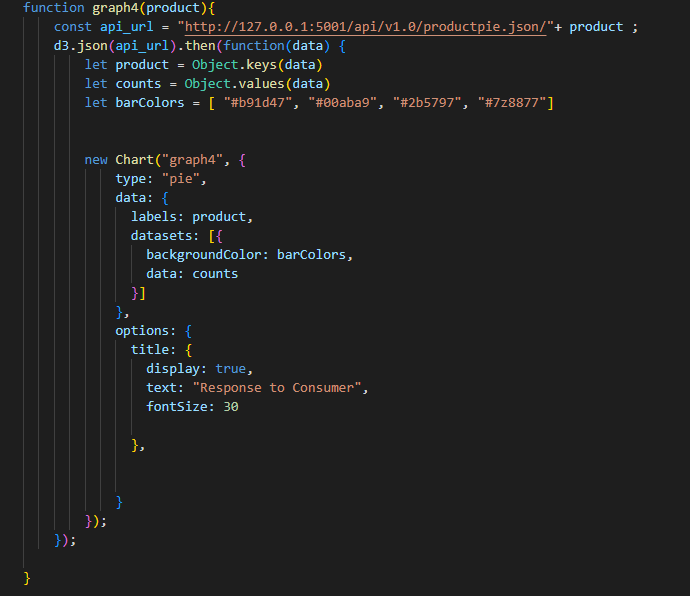 function graph4(product){
const api_url = "http://127.0.0.1:5001/api/v1.0/productpie.json/"+ product ;
d3.json(api_url).then(function(data) {
let product = Object.keys(data)
let counts = Object.values(data)
let barColors = [ "#b91d47", "#00aba9", "#2b5797", "#7z8877"]
new Chart("graph4", {
type: "pie",
data: {
labels: product,
datasets: [{
backgroundColor: barColors,
data: counts
}]
},
options: {
title: {
display: true,
text: "Response to Consumer",
fontSize: 30
},
}
});
});
}